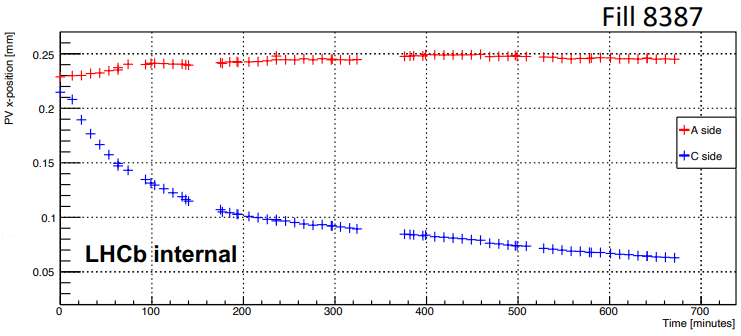 Fill 8387
PV x-position [mm]
0.25
0.2
0.15
0.1
0.05
A side
C side
LHCb internal
0 100 200 300 400 500 600 700
Time [minutes]